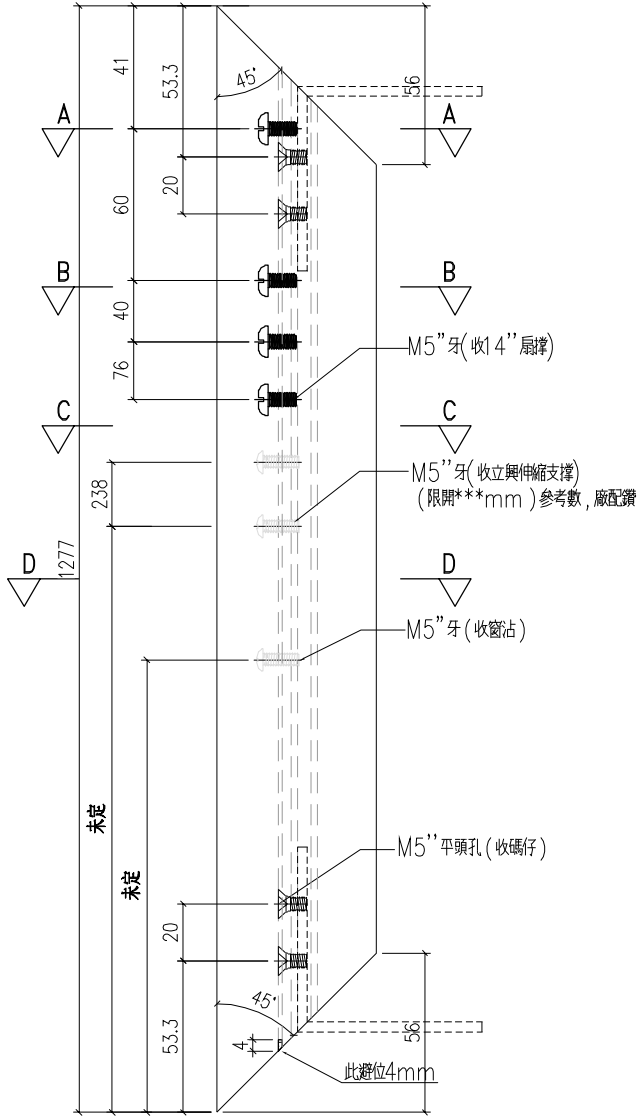 41
53.3
45°
56
A
A
20
60
B
B
40
M5"牙(收14''扇撐)
76
C
C
M5''牙(收立興伸縮支撐)
(限開***mm)參考數,廠配鑽
238
1277
D
D
M5"牙(收窗沾)
未定
未定
M5''平頭孔(收碼仔)
20
45°
53.3
4
56
此避位4mm